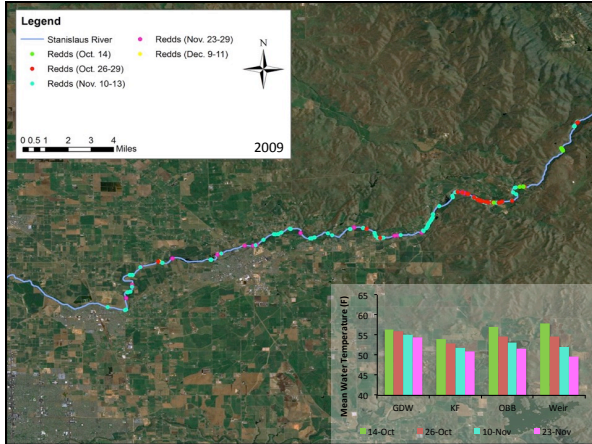 Legend
Stanislaus River
Redds (Oct. 14)
Redds (Oct. 26-29)
Redds (Nov. 10-13)
Redds (Nov. 23-29)
Redds (Dec. 9-11)
N
0 0.5 1 2 3 4
Miles
2009
Mean Water Temperature (F)
65
60
55
50
45
40
GDW KF OBB Weir
14-Oct 26-Oct 10-Nov 23-Nov